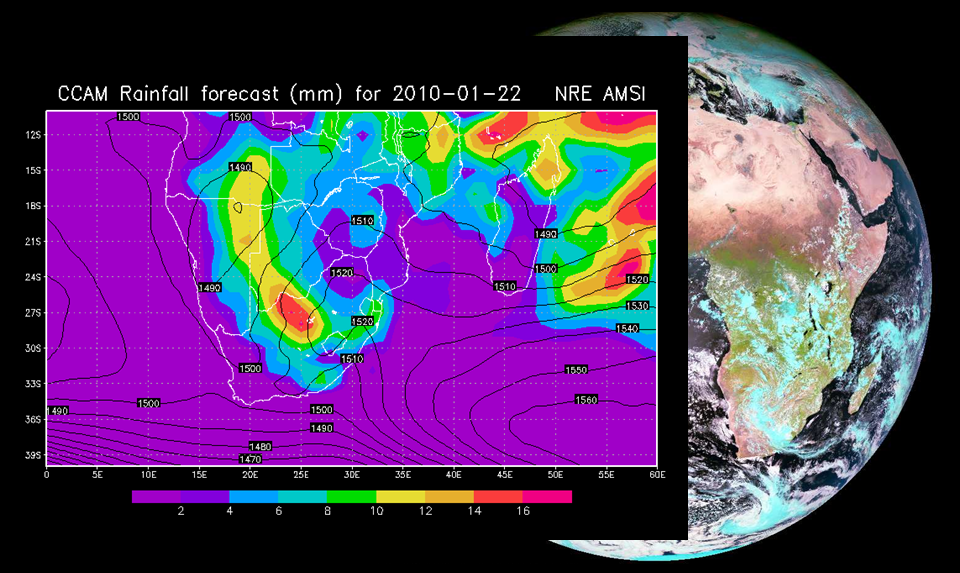 CCAM Rainfall forecast (mm) for 2010-01-22 NRE AMSI
1500 1500
12S
1490
15S
18S
1510
1490
21S
1500
24S 1520 1520
1490 1510
27S 1530
1520
1540
30S
1510
1500 1550
33S
1500 1560
1490 1500
36S 1490
1480
39S 1470
0 5E 10E 15E 20E 25E 30E 35E 40E 45E 50E 55E 60E
2 4 6 8 10 12 14 16